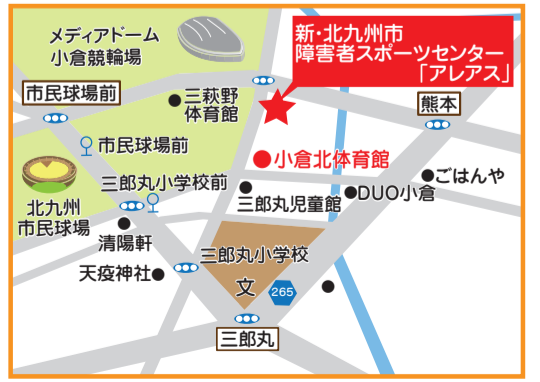 メディアドーム
小倉競輪場
新・北九州市
障害者スポーツセンター
「アレアス」
市民球場前
三萩野
体育館
熊本
市民球場前
小倉北体育館
ごはんや
三郎丸小学校前
DUO小倉
三郎丸児童館
北九州
市民球場
清陽軒
三郎丸小学校
天疫神社
文
265
三郎丸